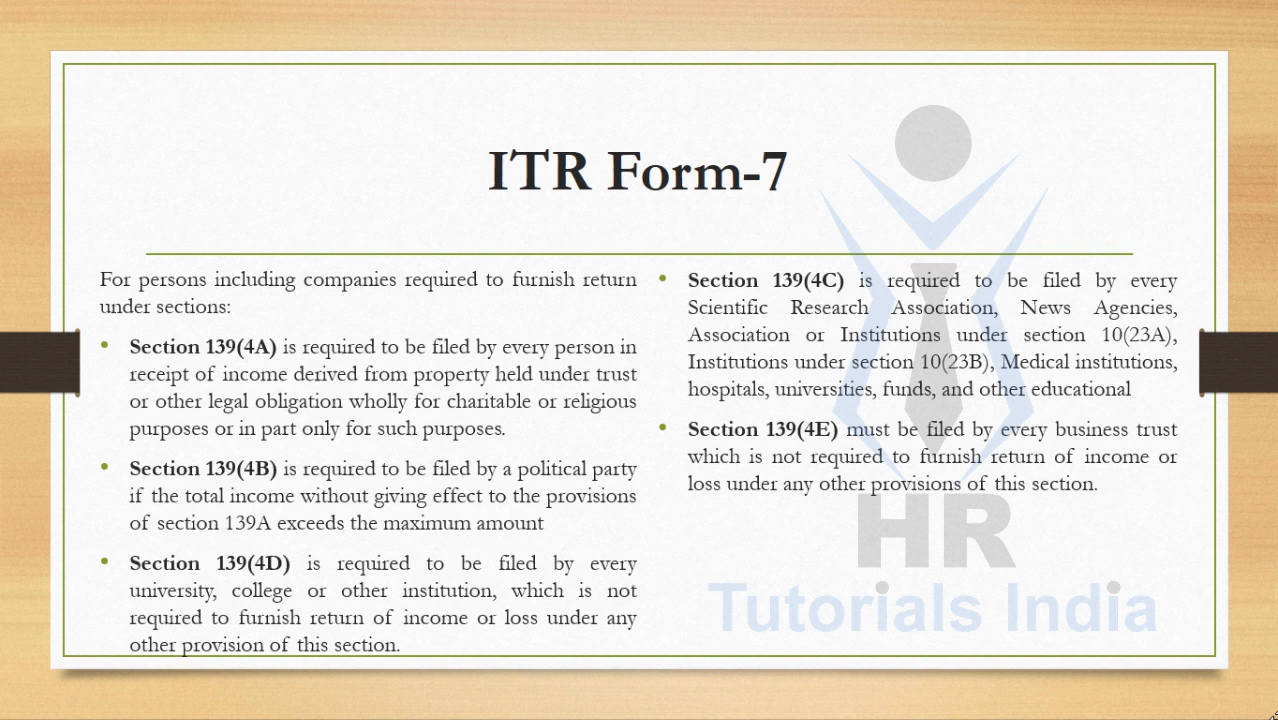 ITR Form-7
For persons including companies required to furnish return
under sections:
• Section 139(4A) is required to be filed by every person in
receipt of income derived from property held under trust
or other legal obligation wholly for charitable or religious
purposes or in part only for such purposes.
• Section 139(4B) is required to be filed by a political party
if the total income without giving effect to the provisions
of section 139A exceeds the maximum amount
• Section 139(4D) is required to be filed by every
university, college or other institution, which is not
required to furnish return of income or loss under any
other provision of this section.
• Section 139(4C) is required to be filed by every
Scientific Research Association, News Agencies,
Association or Institutions under section 10(23A),
Institutions under section 10(23B), Medical institutions,
hospitals, universities, funds, and other educational
• Section 139(4E) must be filed by every business trust
which is not required to furnish return of income or
loss under any other provisions of this section.
HR
Tutorials India